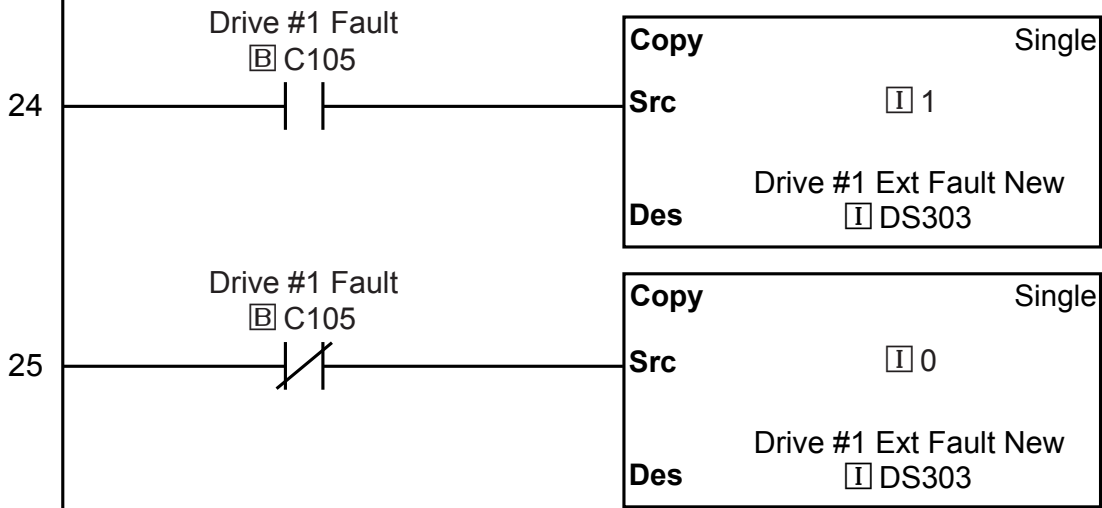 Drive #1 Fault
B C105
24
Copy Single
Src I 1
Drive #1 Ext Fault New
Des I DS303
Drive #1 Fault
B C105
25
Copy Single
Src I 0
Drive #1 Ext Fault New
Des I DS303